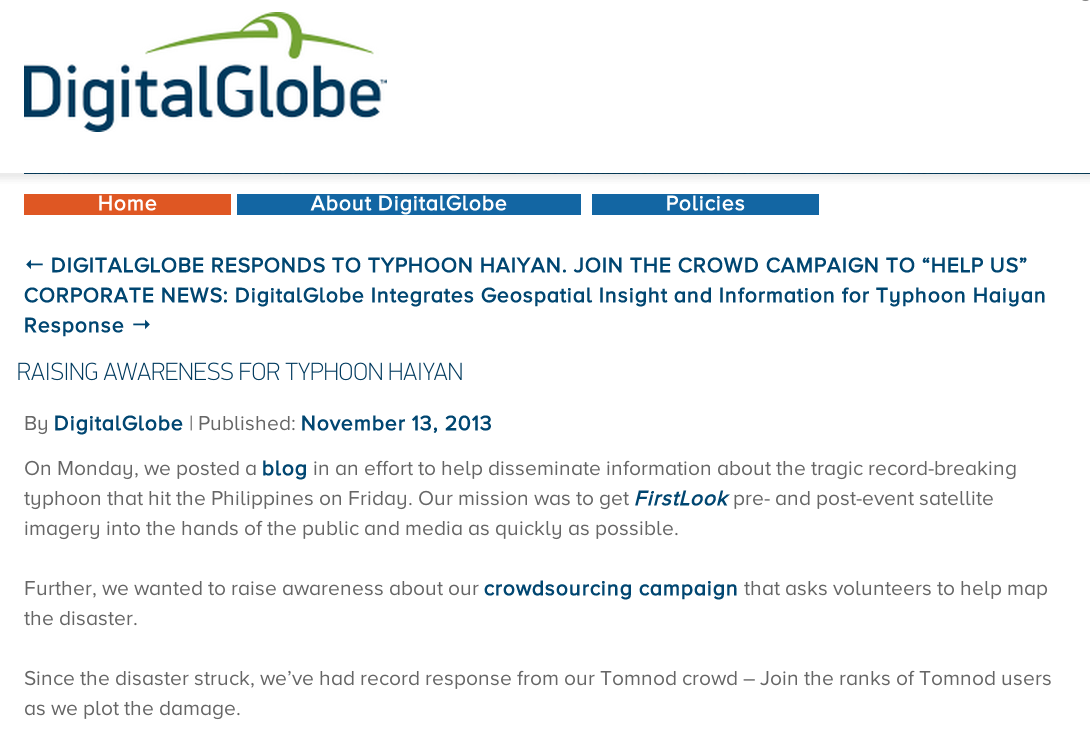 DigitalGlobe™
Home About DigitalGlobe Policies
← DIGITALGLOBE RESPONDS TO TYPHOON HAIYAN. JOIN THE CROWD CAMPAIGN TO “HELP US”
CORPORATE NEWS: DigitalGlobe Integrates Geospatial Insight and Information for Typhoon Haiyan
Response →
RAISING AWARENESS FOR TYPHOON HAIYAN
By DigitalGlobe | Published: November 13, 2013
On Monday, we posted a blog in an effort to help disseminate information about the tragic record-breaking
typhoon that hit the Philippines on Friday. Our mission was to get FirstLook pre- and post-event satellite
imagery into the hands of the public and media as quickly as possible.
Further, we wanted to raise awareness about our crowdsourcing campaign that asks volunteers to help map
the disaster.
Since the disaster struck, we’ve had record response from our Tomnod crowd – Join the ranks of Tomnod users
as we plot the damage.